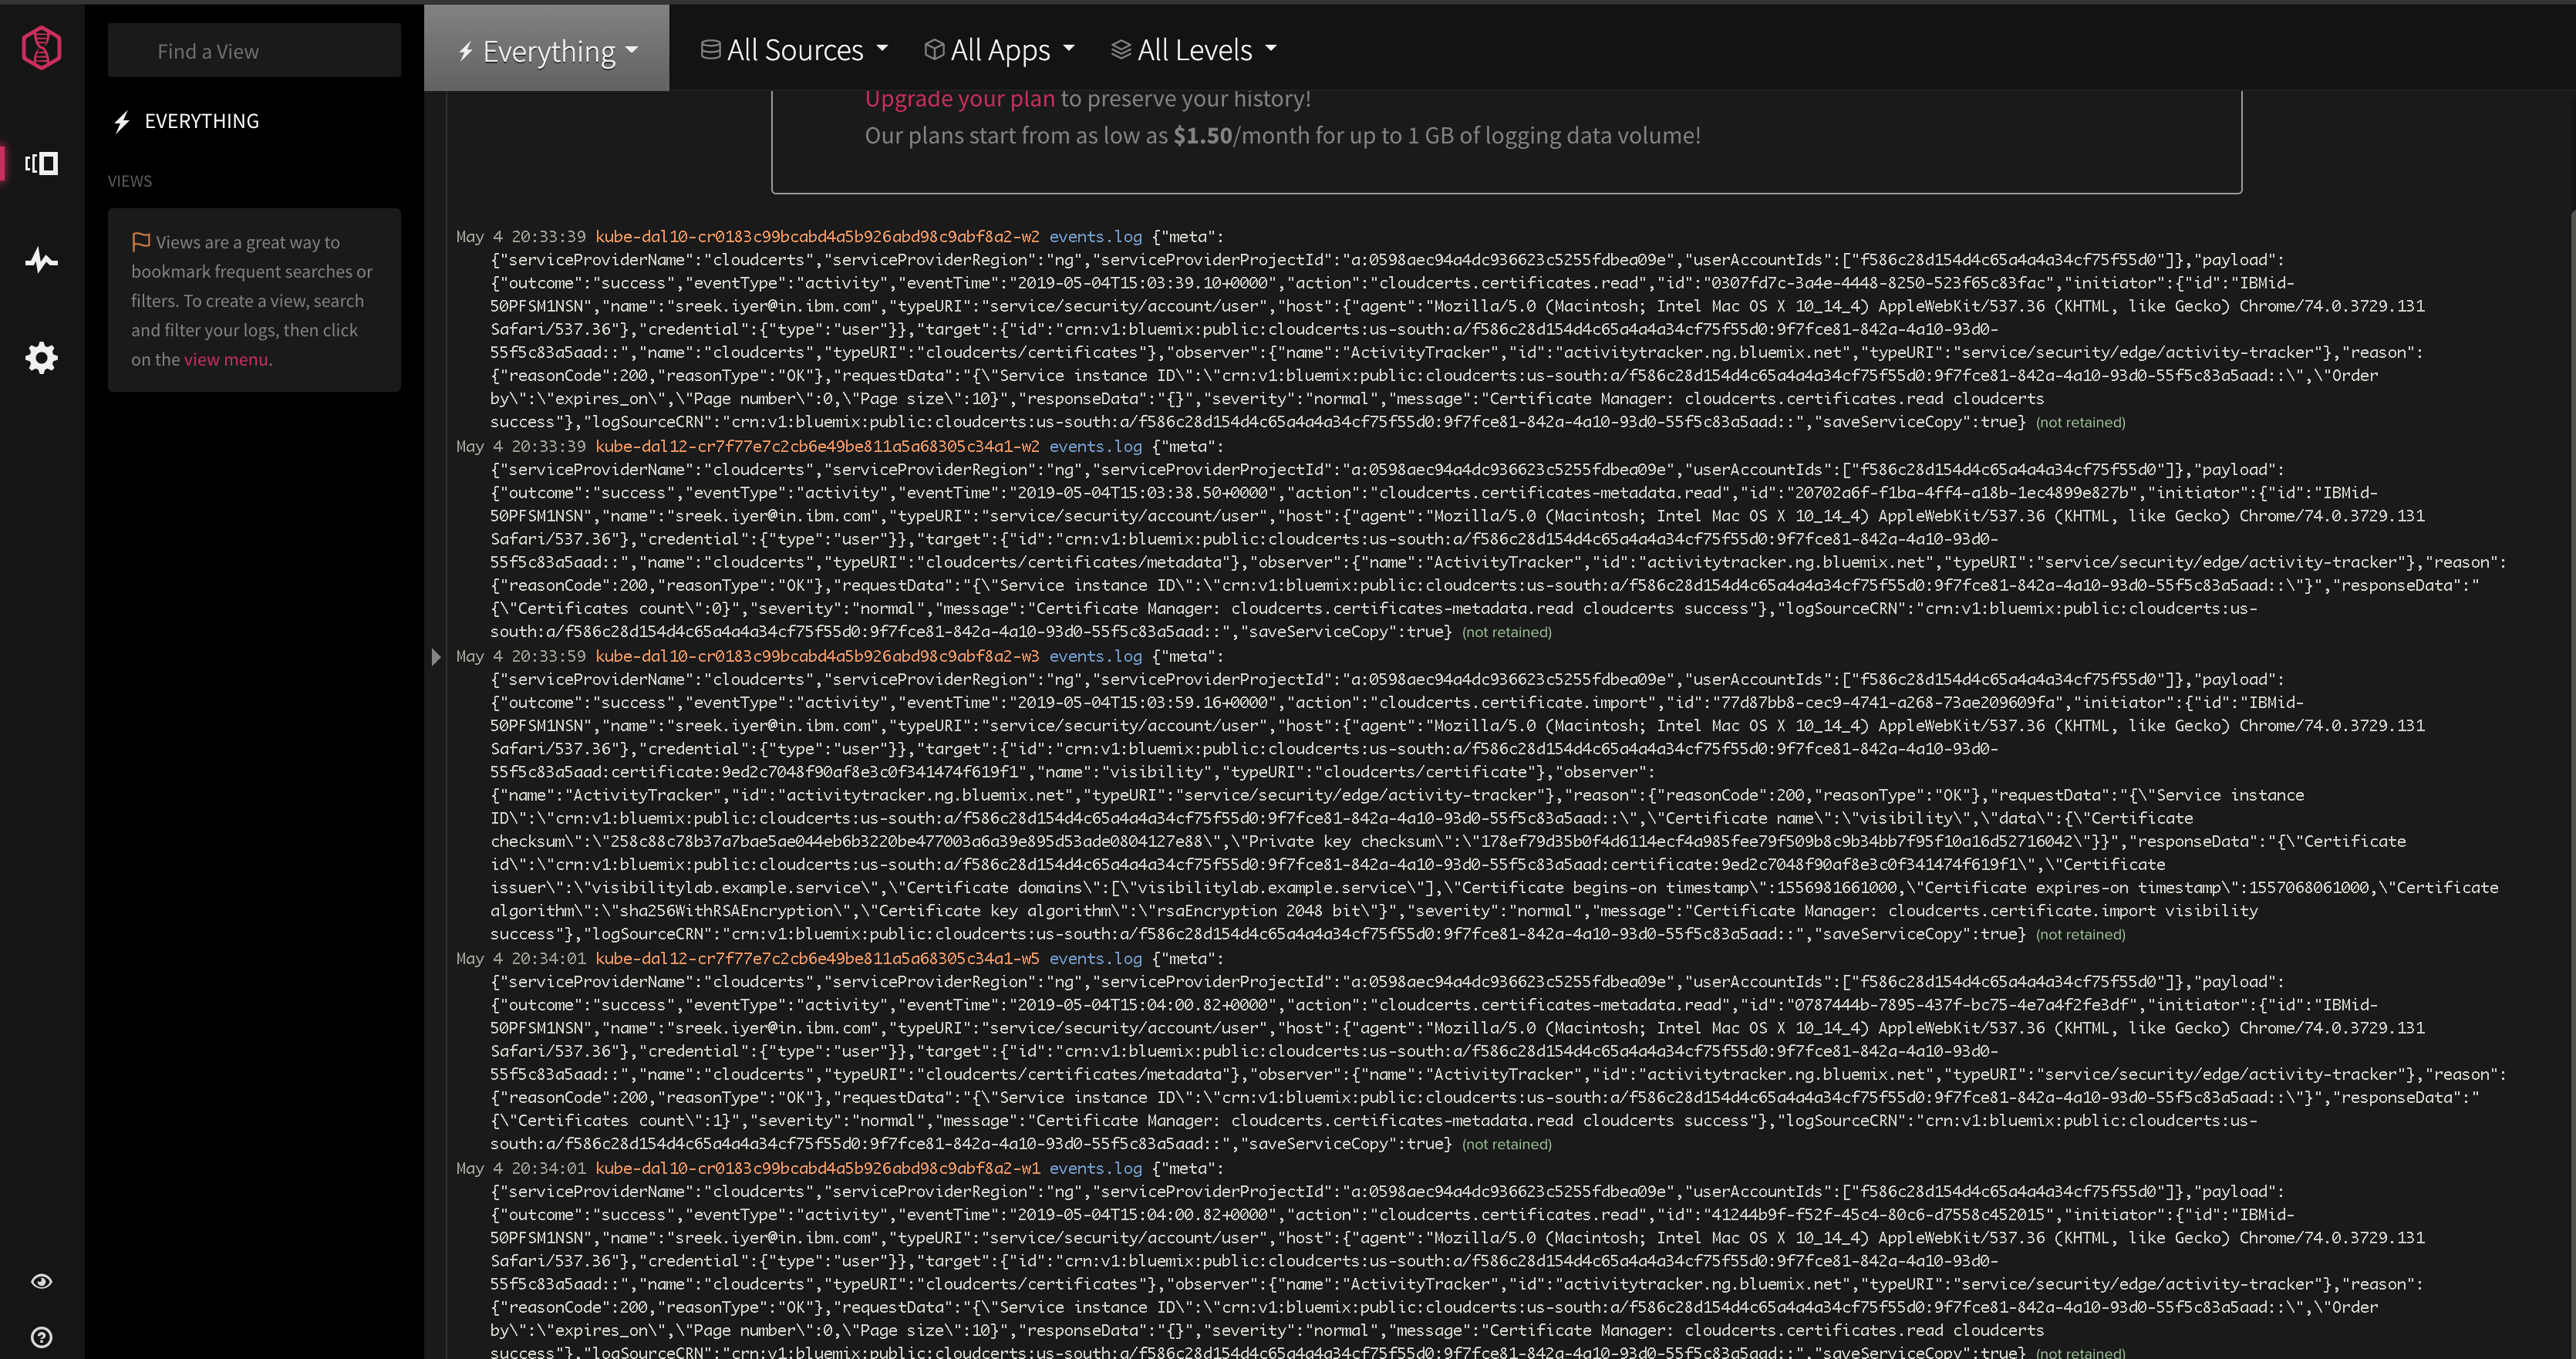 Find a View
EVERYTHING
VIEWS
Views are a great way to
bookmark frequent searches or
filters. To create a view, search
and filter your logs, then click
on the view menu.
Everything
All Sources
All Apps
All Levels
Upgrade your plan to preserve your history!
Our plans start from as low as $1.50/month for up to 1 GB of logging data volume!
May 4 20:33:39 kube-dal10-cr0183c99bcabd4a5b926abd98c9abf8a2-w2 events.log {"meta":
{"serviceProviderName":"cloudcerts","serviceProviderRegion":"ng","serviceProviderProjectId":"a:0598aec94a4dc936623c5255fdbea09e","userAccountIds":["f586c28d154d4c65a4a4a34cf75f55d0"]},"payload":
{"outcome":"success","eventType":"activity","eventTime":"2019-05-04T15:03:39.10+0000","action":"cloudcerts.certificates.read","id":"0307fd7c-3a4e-4448-8250-523f65c83fac","initiator":{"id":"IBMid-
50PFSM1NSN","name":"sreek.iyer@in.ibm.com","typeURI":"service/security/account/user","host":{"agent":"Mozilla/5.0 (Macintosh; Intel Mac OS X 10_14_4) AppleWebKit/537.36 (KHTML, like Gecko) Chrome/74.0.3729.131
Safari/537.36"},"credential":{"type":"user"}},"target":{"id":"crn:v1:bluemix:public:cloudcerts:us-south:a/f586c28d154d4c65a4a4a34cf75f55d0:9f7fce81-842a-4a10-93d0-
55f5c83a5aad::","name":"cloudcerts","typeURI":"cloudcerts/certificates"},"observer":{"name":"ActivityTracker","id":"activitytracker.ng.bluemix.net","typeURI":"service/security/edge/activity-tracker"},"reason":
{"reasonCode":200,"reasonType":"OK"},"requestData":"{\"Service instance ID\":\"crn:v1:bluemix:public:cloudcerts:us-south:a/f586c28d154d4c65a4a4a34cf75f55d0:9f7fce81-842a-4a10-93d0-55f5c83a5aad::\",\"Order
by\":\"expires_on\",\"Page number\":0,\"Page size\":10}","responseData":"{}","severity":"normal","message":"Certificate Manager: cloudcerts.certificates.read cloudcerts
success"},"logSourceCRN":"crn:v1:bluemix:public:cloudcerts:us-south:a/f586c28d154d4c65a4a4a34cf75f55d0:9f7fce81-842a-4a10-93d0-55f5c83a5aad::","saveServiceCopy":true} (not retained)
May 4 20:33:39 kube-dal12-cr7f77e7c2cb6e49be811a5a68305c34a1-w2 events.log {"meta":
{"serviceProviderName":"cloudcerts","serviceProviderRegion":"ng","serviceProviderProjectId":"a:0598aec94a4dc936623c5255fdbea09e","userAccountIds":["f586c28d154d4c65a4a4a34cf75f55d0"]},"payload":
{"outcome":"success","eventType":"activity","eventTime":"2019-05-04T15:03:38.50+0000","action":"cloudcerts.certificates-metadata.read","id":"20702a6f-f1ba-4ff4-a18b-1ec4899e827b","initiator":{"id":"IBMid-
50PFSM1NSN","name":"sreek.iyer@in.ibm.com","typeURI":"service/security/account/user","host":{"agent":"Mozilla/5.0 (Macintosh; Intel Mac OS X 10_14_4) AppleWebKit/537.36 (KHTML, like Gecko) Chrome/74.0.3729.131
Safari/537.36"},"credential":{"type":"user"}},"target":{"id":"crn:v1:bluemix:public:cloudcerts:us-south:a/f586c28d154d4c65a4a4a34cf75f55d0:9f7fce81-842a-4a10-93d0-
55f5c83a5aad::","name":"cloudcerts","typeURI":"cloudcerts/certificates/metadata"},"observer":{"name":"ActivityTracker","id":"activitytracker.ng.bluemix.net","typeURI":"service/security/edge/activity-tracker"},"reason":
{"reasonCode":200,"reasonType":"OK"},"requestData":"{\"Service instance ID\":\"crn:v1:bluemix:public:cloudcerts:us-south:a/f586c28d154d4c65a4a4a34cf75f55d0:9f7fce81-842a-4a10-93d0-55f5c83a5aad::\"}","responseData":"
{\"Certificates count\":0}","severity":"normal","message":"Certificate Manager: cloudcerts.certificates-metadata.read cloudcerts success"},"logSourceCRN":"crn:v1:bluemix:public:cloudcerts:us-
south:a/f586c28d154d4c65a4a4a34cf75f55d0:9f7fce81-842a-4a10-93d0-55f5c83a5aad::","saveServiceCopy":true} (not retained)
May 4 20:33:59 kube-dal10-cr0183c99bcabd4a5b926abd98c9abf8a2-w3 events.log {"meta":
{"serviceProviderName":"cloudcerts","serviceProviderRegion":"ng","serviceProviderProjectId":"a:0598aec94a4dc936623c5255fdbea09e","userAccountIds":["f586c28d154d4c65a4a4a34cf75f55d0"]},"payload":
{"outcome":"success","eventType":"activity","eventTime":"2019-05-04T15:03:59.16+0000","action":"cloudcerts.certificate.import","id":"77d87bb8-cec9-4741-a268-73ae209609fa","initiator":{"id":"IBMid-
50PFSM1NSN","name":"sreek.iyer@in.ibm.com","typeURI":"service/security/account/user","host":{"agent":"Mozilla/5.0 (Macintosh; Intel Mac OS X 10_14_4) AppleWebKit/537.36 (KHTML, like Gecko) Chrome/74.0.3729.131
Safari/537.36"},"credential":{"type":"user"}},"target":{"id":"crn:v1:bluemix:public:cloudcerts:us-south:a/f586c28d154d4c65a4a4a34cf75f55d0:9f7fce81-842a-4a10-93d0-
55f5c83a5aad:certificate:9ed2c7048f90af8e3c0f341474f619f1","name":"visibility","typeURI":"cloudcerts/certificate"},"observer":
{"name":"ActivityTracker","id":"activitytracker.ng.bluemix.net","typeURI":"service/security/edge/activity-tracker"},"reason":{"reasonCode":200,"reasonType":"OK"},"requestData":"{\"Service instance
ID\":\"crn:v1:bluemix:public:cloudcerts:us-south:a/f586c28d154d4c65a4a4a34cf75f55d0:9f7fce81-842a-4a10-93d0-55f5c83a5aad::\",\"Certificate name\":\"visibility\",\"data\":{\"Certificate
checksum\":\"258c88c78b37a7bae5ae044eb6b3220be477003a6a39e895d53ade0804127e88\",\"Private key checksum\":\"178ef79d35b0f4d6114ecf4a985fee79f509b8c9b34bb7f95f10a16d52716042\"}}","responseData":"{\"Certificate
id\":\"crn:v1:bluemix:public:cloudcerts:us-south:a/f586c28d154d4c65a4a4a34cf75f55d0:9f7fce81-842a-4a10-93d0-55f5c83a5aad:certificate:9ed2c7048f90af8e3c0f341474f619f1\",\"Certificate
issuer\":\"visibilitylab.example.service\",\"Certificate domains\":[\"visibilitylab.example.service\"],\"Certificate begins-on timestamp\":1556981661000,\"Certificate expires-on timestamp\":1557068061000,\"Certificate
algorithm\":\"sha256WithRSAEncryption\",\"Certificate key algorithm\":\"rsaEncryption 2048 bit\"}","severity":"normal","message":"Certificate Manager: cloudcerts.certificate.import visibility
success"},"logSourceCRN":"crn:v1:bluemix:public:cloudcerts:us-south:a/f586c28d154d4c65a4a4a34cf75f55d0:9f7fce81-842a-4a10-93d0-55f5c83a5aad::","saveServiceCopy":true} (not retained)
May 4 20:34:01 kube-dal12-cr7f77e7c2cb6e49be811a5a68305c34a1-w5 events.log {"meta":
{"serviceProviderName":"cloudcerts","serviceProviderRegion":"ng","serviceProviderProjectId":"a:0598aec94a4dc936623c5255fdbea09e","userAccountIds":["f586c28d154d4c65a4a4a34cf75f55d0"]},"payload":
{"outcome":"success","eventType":"activity","eventTime":"2019-05-04T15:04:00.82+0000","action":"cloudcerts.certificates-metadata.read","id":"0787444b-7895-437f-bc75-4e7a4f2fe3df","initiator":{"id":"IBMid-
50PFSM1NSN","name":"sreek.iyer@in.ibm.com","typeURI":"service/security/account/user","host":{"agent":"Mozilla/5.0 (Macintosh; Intel Mac OS X 10_14_4) AppleWebKit/537.36 (KHTML, like Gecko) Chrome/74.0.3729.131
Safari/537.36"},"credential":{"type":"user"}},"target":{"id":"crn:v1:bluemix:public:cloudcerts:us-south:a/f586c28d154d4c65a4a4a34cf75f55d0:9f7fce81-842a-4a10-93d0-
55f5c83a5aad::","name":"cloudcerts","typeURI":"cloudcerts/certificates/metadata"},"observer":{"name":"ActivityTracker","id":"activitytracker.ng.bluemix.net","typeURI":"service/security/edge/activity-tracker"},"reason":
{"reasonCode":200,"reasonType":"OK"},"requestData":"{\"Service instance ID\":\"crn:v1:bluemix:public:cloudcerts:us-south:a/f586c28d154d4c65a4a4a34cf75f55d0:9f7fce81-842a-4a10-93d0-55f5c83a5aad::\"}","responseData":"
{\"Certificates count\":1}","severity":"normal","message":"Certificate Manager: cloudcerts.certificates-metadata.read cloudcerts success"},"logSourceCRN":"crn:v1:bluemix:public:cloudcerts:us-
south:a/f586c28d154d4c65a4a4a34cf75f55d0:9f7fce81-842a-4a10-93d0-55f5c83a5aad::","saveServiceCopy":true} (not retained)
May 4 20:34:01 kube-dal10-cr0183c99bcabd4a5b926abd98c9abf8a2-w1 events.log {"meta":
{"serviceProviderName":"cloudcerts","serviceProviderRegion":"ng","serviceProviderProjectId":"a:0598aec94a4dc936623c5255fdbea09e","userAccountIds":["f586c28d154d4c65a4a4a34cf75f55d0"]},"payload":
{"outcome":"success","eventType":"activity","eventTime":"2019-05-04T15:04:00.82+0000","action":"cloudcerts.certificates.read","id":"41244b9f-f52f-45c4-80c6-d7558c452015","initiator":{"id":"IBMid-
50PFSM1NSN","name":"sreek.iyer@in.ibm.com","typeURI":"service/security/account/user","host":{"agent":"Mozilla/5.0 (Macintosh; Intel Mac OS X 10_14_4) AppleWebKit/537.36 (KHTML, like Gecko) Chrome/74.0.3729.131
Safari/537.36"},"credential":{"type":"user"}},"target":{"id":"crn:v1:bluemix:public:cloudcerts:us-south:a/f586c28d154d4c65a4a4a34cf75f55d0:9f7fce81-842a-4a10-93d0-
55f5c83a5aad::","name":"cloudcerts","typeURI":"cloudcerts/certificates"},"observer":{"name":"ActivityTracker","id":"activitytracker.ng.bluemix.net","typeURI":"service/security/edge/activity-tracker"},"reason":
{"reasonCode":200,"reasonType":"OK"},"requestData":"{\"Service instance ID\":\"crn:v1:bluemix:public:cloudcerts:us-south:a/f586c28d154d4c65a4a4a34cf75f55d0:9f7fce81-842a-4a10-93d0-55f5c83a5aad::\",\"Order
by\":\"expires_on\",\"Page number\":0,\"Page size\":10}","responseData":"{}","severity":"normal","message":"Certificate Manager: cloudcerts.certificates.read cloudcerts
success"},"logSourceCRN":"crn:v1:bluemix:public:cloudcerts:us-south:a/f586c28d154d4c65a4a4a34cf75f55d0:9f7fce81-842a-4a10-93d0-55f5c83a5aad::","saveServiceCopy":true} (not retained)